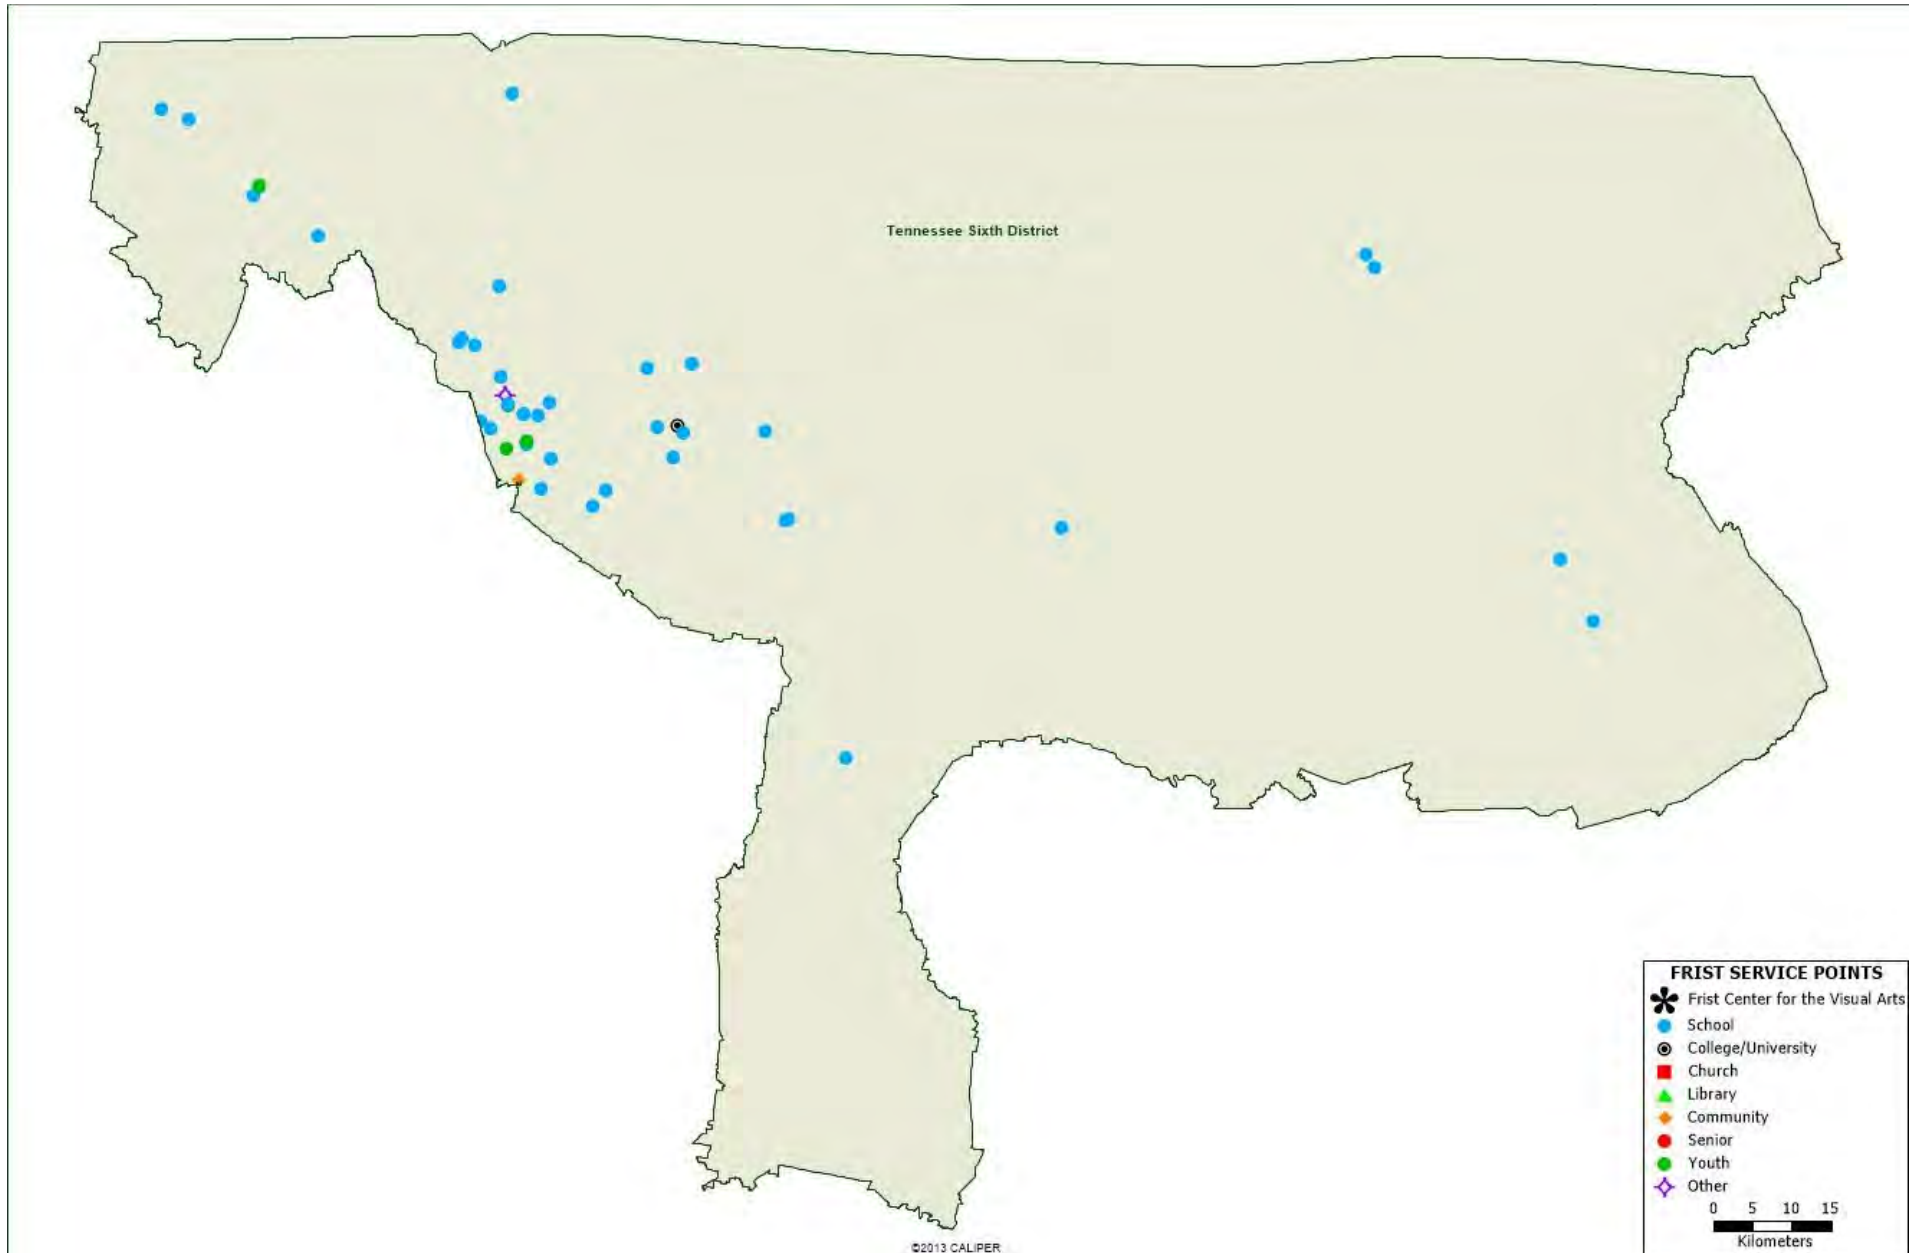 Tennessee Sixth District
FRIST SERVICE POINTS
Frist Center for the Visual Arts
School
College/University
Church
Library
Community
Senior
Youth
Other
0 5 10 15
Kilometers
©2013 CALIPER